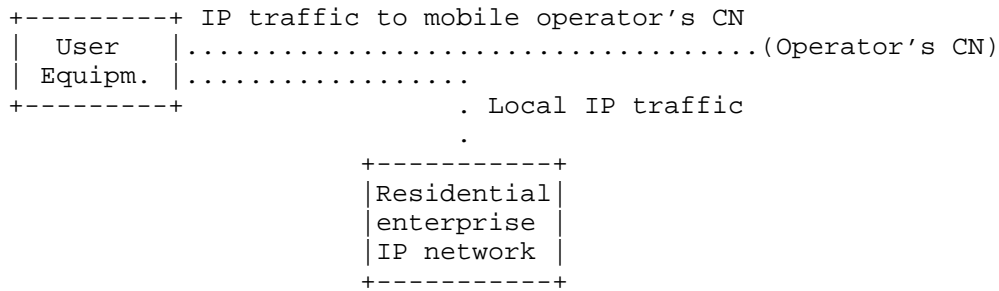 +---------+ IP traffic to mobile operator's CN
|  User   |....................................(Operator's CN)
| Equipm. |..................
+---------+                 . Local IP traffic
                            .
                      +-----------+
                      |Residential|
                      |enterprise |
                      |IP network |
                      +-----------+